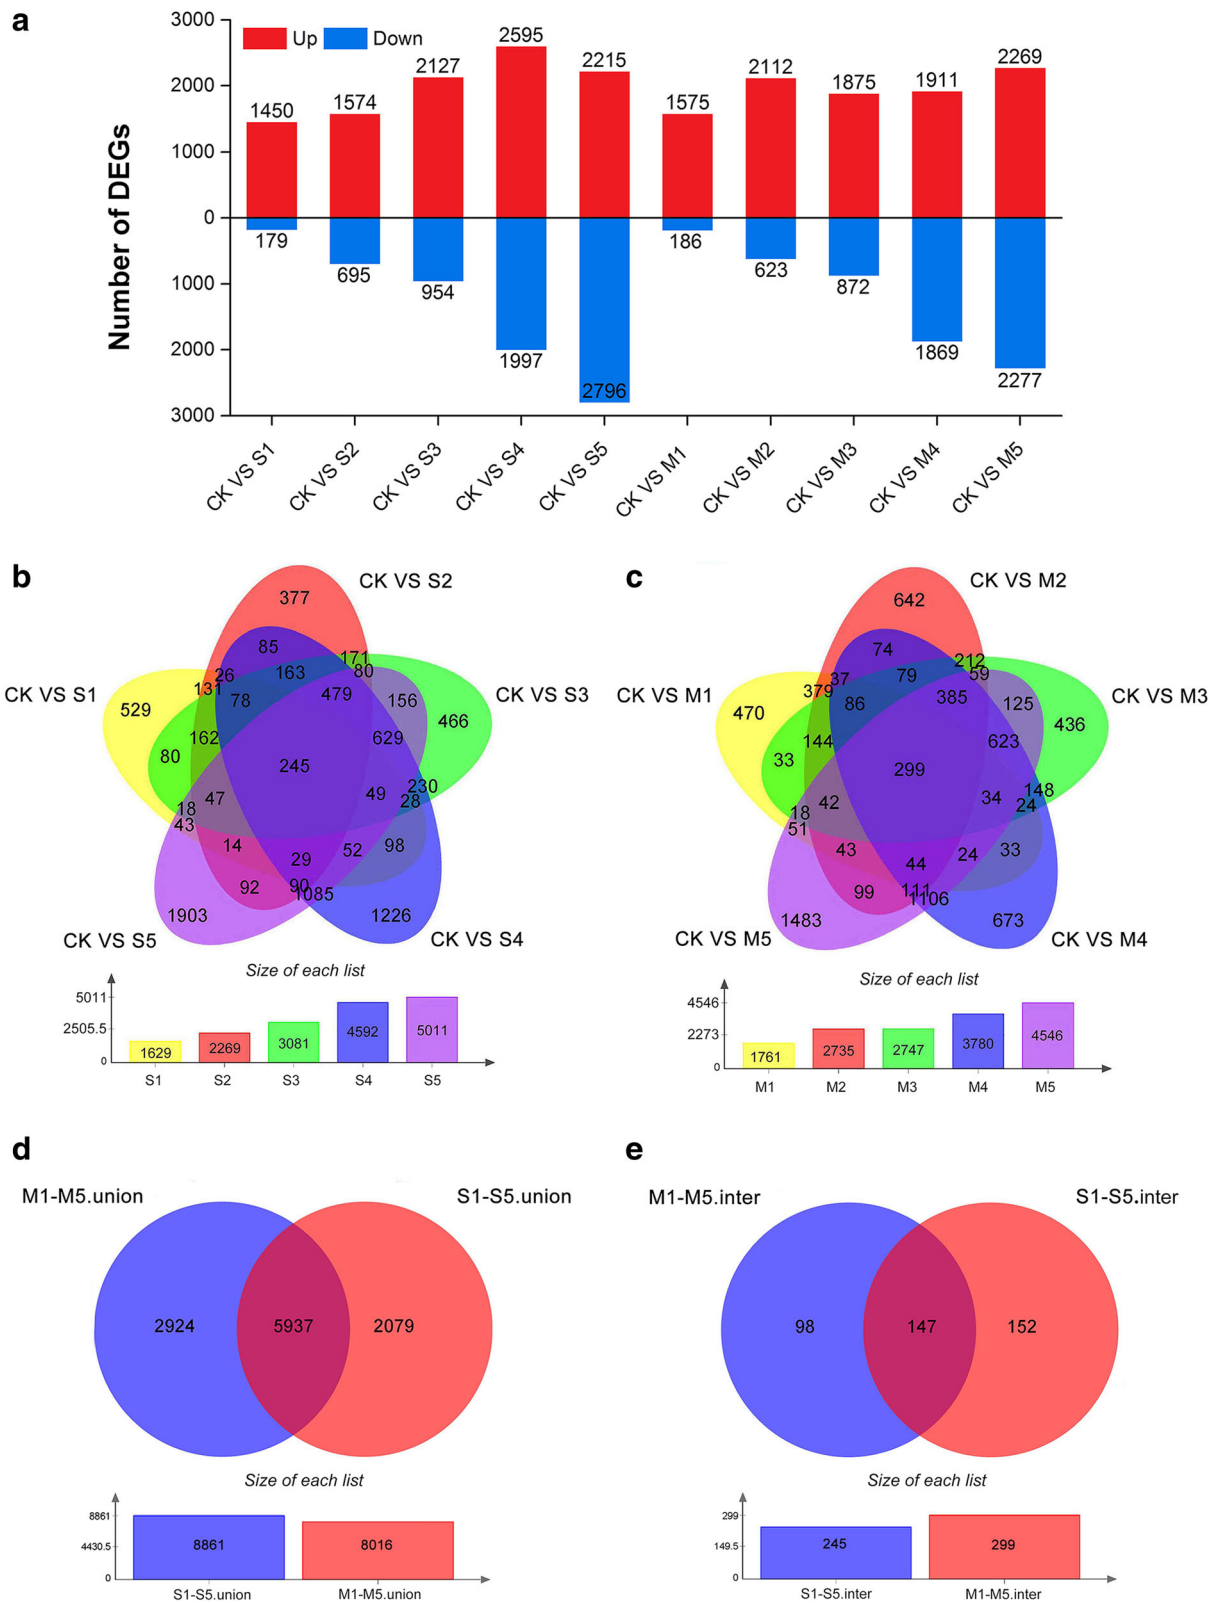 a
3000
2000
1000
0
1000
2000
3000
Number of DEGs
Up Down
1450 1574 2127 2595 2215 1575 2112 1875 1911 2269
179 695 954 1997 2796 186 623 872 1869 2277
CK VS S1 CK VS S2 CK VS S3 CK VS S4 CK VS S5 CK VS M1 CK VS M2 CK VS M3 CK VS M4 CK VS M5
b
CK VS S2
CK VS S1
CK VS S3
CK VS S5
CK VS S4
377
85
171
26 163 80
131 78 479 156
529 466
162 629
80 245
230
47 49 28
18
43
14 52 98
29
92 90
1085
1903 1226
Size of each list
5011
2505.5
0
1629 2269 3081 4592 5011
S1 S2 S3 S4 S5
c
CK VS M2
CK VS M1
CK VS M3
CK VS M5
CK VS M4
642
74
212
37 79 59
379 86 385 125
470 436
144 623
33 299
148
42 34 24
18
51
43 24 33
44
99 111
1106
1483 673
Size of each list
4546
2273
0
1761 2735 2747 3780 4546
M1 M2 M3 M4 M5
d
M1-M5.union
S1-S5.union
2924 5937 2079
Size of each list
8861
4430.5
0
8861 8016
S1-S5.union M1-M5.union
e
M1-M5.inter
S1-S5.inter
98 147 152
Size of each list
299
149.5
0
245 299
S1-S5.inter M1-M5.inter